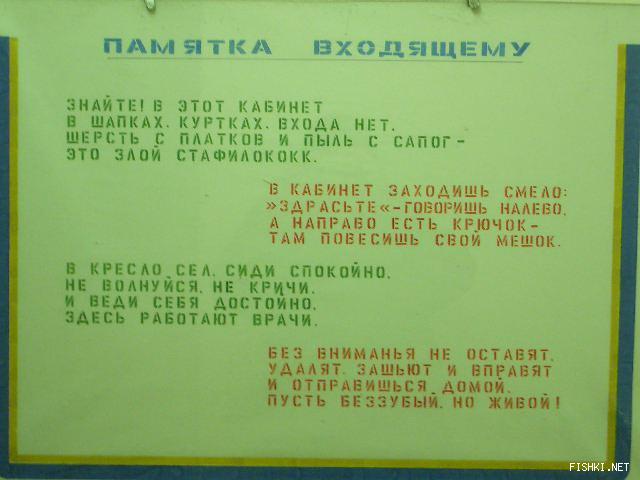 ПАМЯТКА ВХОДЯЩЕМУ
ЗНАЙТЕ! В ЭТОТ КАБИНЕТ
В ШАПКАХ, КУРТКАХ, ВХОДА НЕТ.
ШЕРСТЬ С ПЛАТКОВ И ПЫЛЬ С САПОГ –
ЭТО ЗЛОЙ СТАФИЛОКОКК.
В КАБИНЕТ ЗАХОДИШЬ СМЕЛО:
»ЗДРАСЬТЕ«–ГОВОРИШЬ НАЛЕВО,
А НАПРАВО ЕСТЬ КРЮЧОК–
ТАМ ПОВЕСИШЬ СВОЙ МЕШОК.
В КРЕСЛО СЕЛ, СИДИ СПОКОЙНО,
НЕ ВОЛНУЙСЯ, НЕ КРИЧИ,
И ВЕДИ СЕБЯ ДОСТОЙНО,
ЗДЕСЬ РАБОТАЮТ ВРАЧИ.
БЕЗ ВНИМАНЬЯ НЕ ОСТАВЯТ,
УДАЛЯТ, ЗАШЬЮТ И ВПРАВЯТ
И ОТПРАВИШЬСЯ ДОМОЙ,
ПУСТЬ БЕЗЗУБЫЙ, НО ЖИВОЙ!
FISHKI.NET